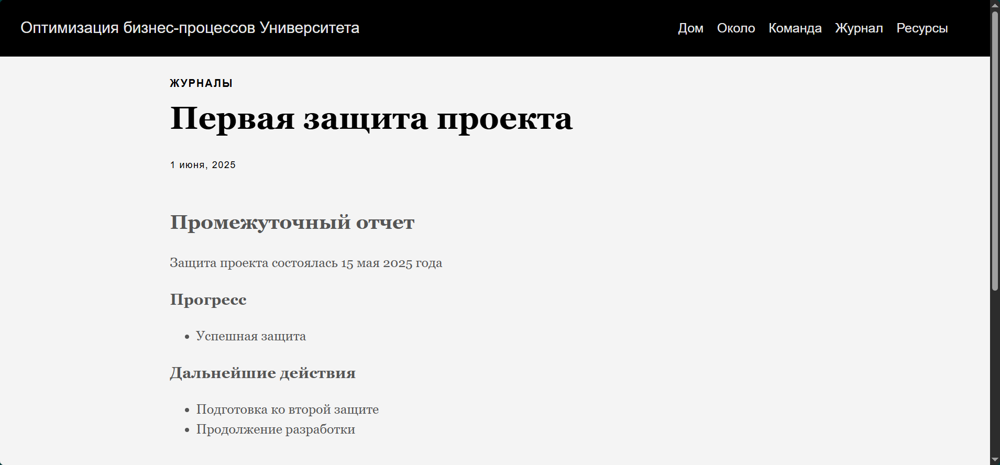 Оптимизация бизнес-процессов Университета
Дом Около Команда Журнал Ресурсы
ЖУРНАЛЫ
Первая защита проекта
1 июня, 2025
Промежуточный отчет
Защита проекта состоялась 15 мая 2025 года
Прогресс
• Успешная защита
Дальнейшие действия
• Подготовка ко второй защите
• Продолжение разработки